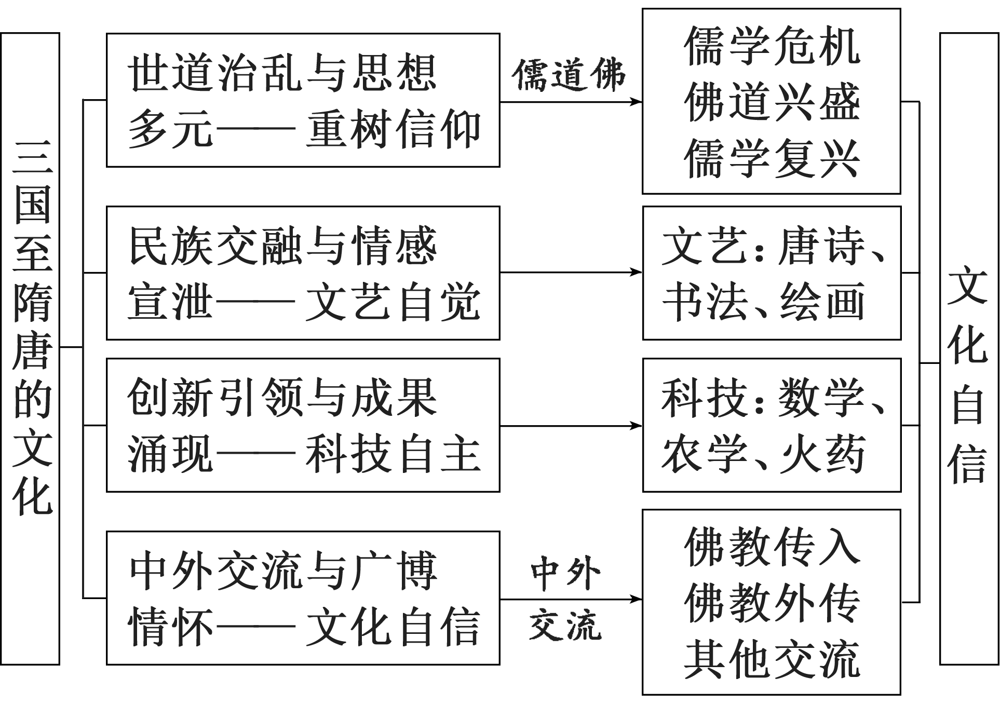 三国至隋唐的文化
世道治乱与思想
多元——重树信仰
儒道佛
儒学危机
佛道兴盛
儒学复兴
民族交融与情感
宣泄——文艺自觉
文艺:唐诗、
书法、绘画
创新引领与成果
涌现——科技自主
科技:数学、
农学、火药
中外交流与广博
情怀——文化自信
中外
交流
佛教传入
佛教外传
其他交流
文化自信